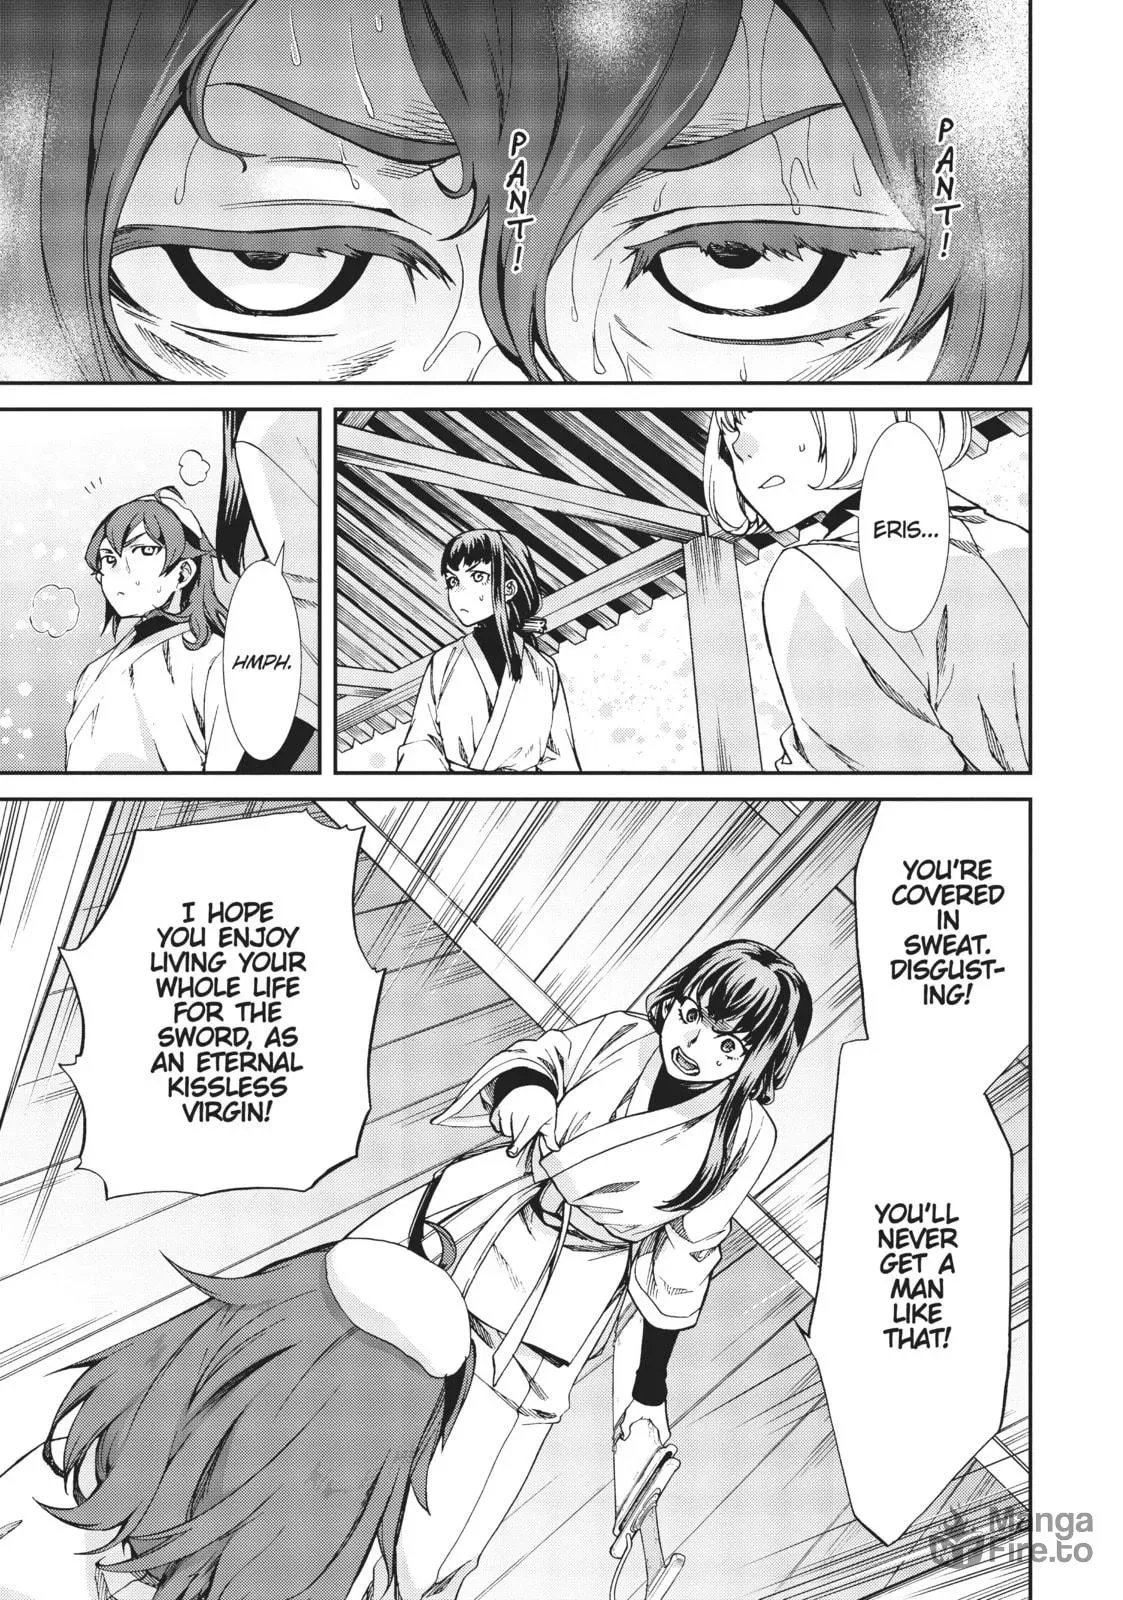 PANT!
PANT!
ERIS...
HMPH.
YOU'RE
COVERED
IN
SWEAT.
DISGUST-
ING!
YOU'LL
NEVER
GET A
MAN
LIKE
THAT!
I HOPE
YOU ENJOY
LIVING YOUR
WHOLE LIFE
FOR THE
SWORD, AS
AN ETERNAL
KISSLESS
VIRGIN!
Manga
Fire.to